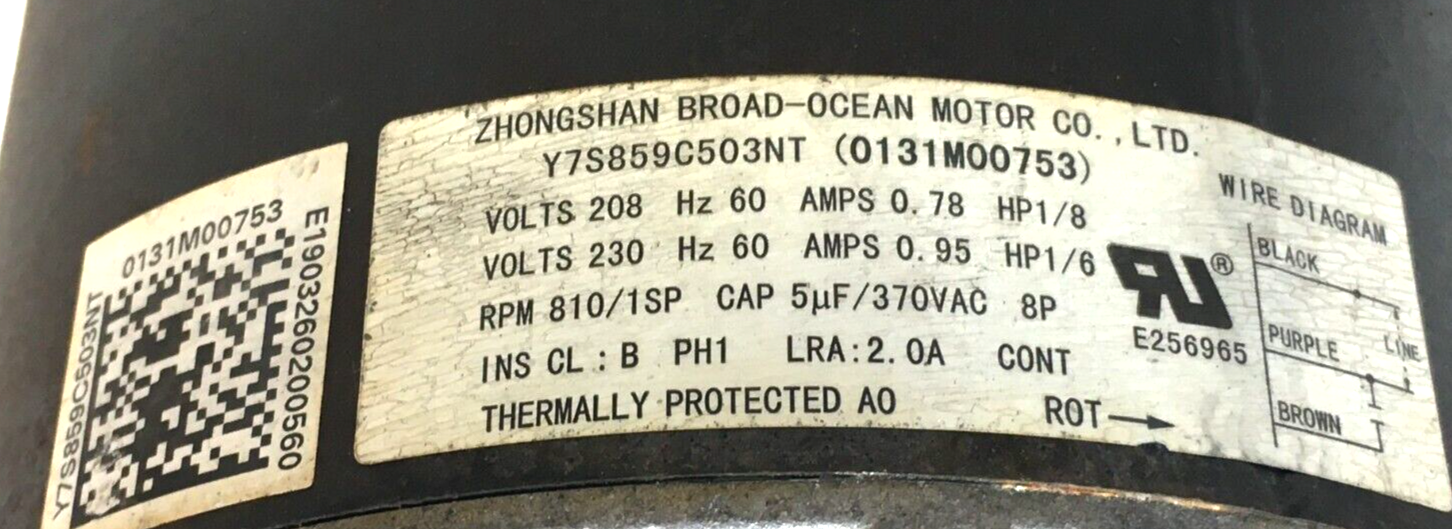 0131M00753
E1903260200560
Y7S859C503NT
ZHONGSHAN BROAD-OCEAN MOTOR CO., LTD.
Y7S859C503NT (0131M00753)
VOLTS 208 Hz 60 AMPS 0.78 HP1/8
VOLTS 230 Hz 60 AMPS 0.95 HP1/6
RPM 810/1SP CAP 5µF/370VAC 8P
INS CL:B PH1 LRA:2.0A CONT
THERMALLY PROTECTED AO
ROT
RU®
E256965
WIRE DIAGRAM
BLACK
PURPLE LINE
BROWN